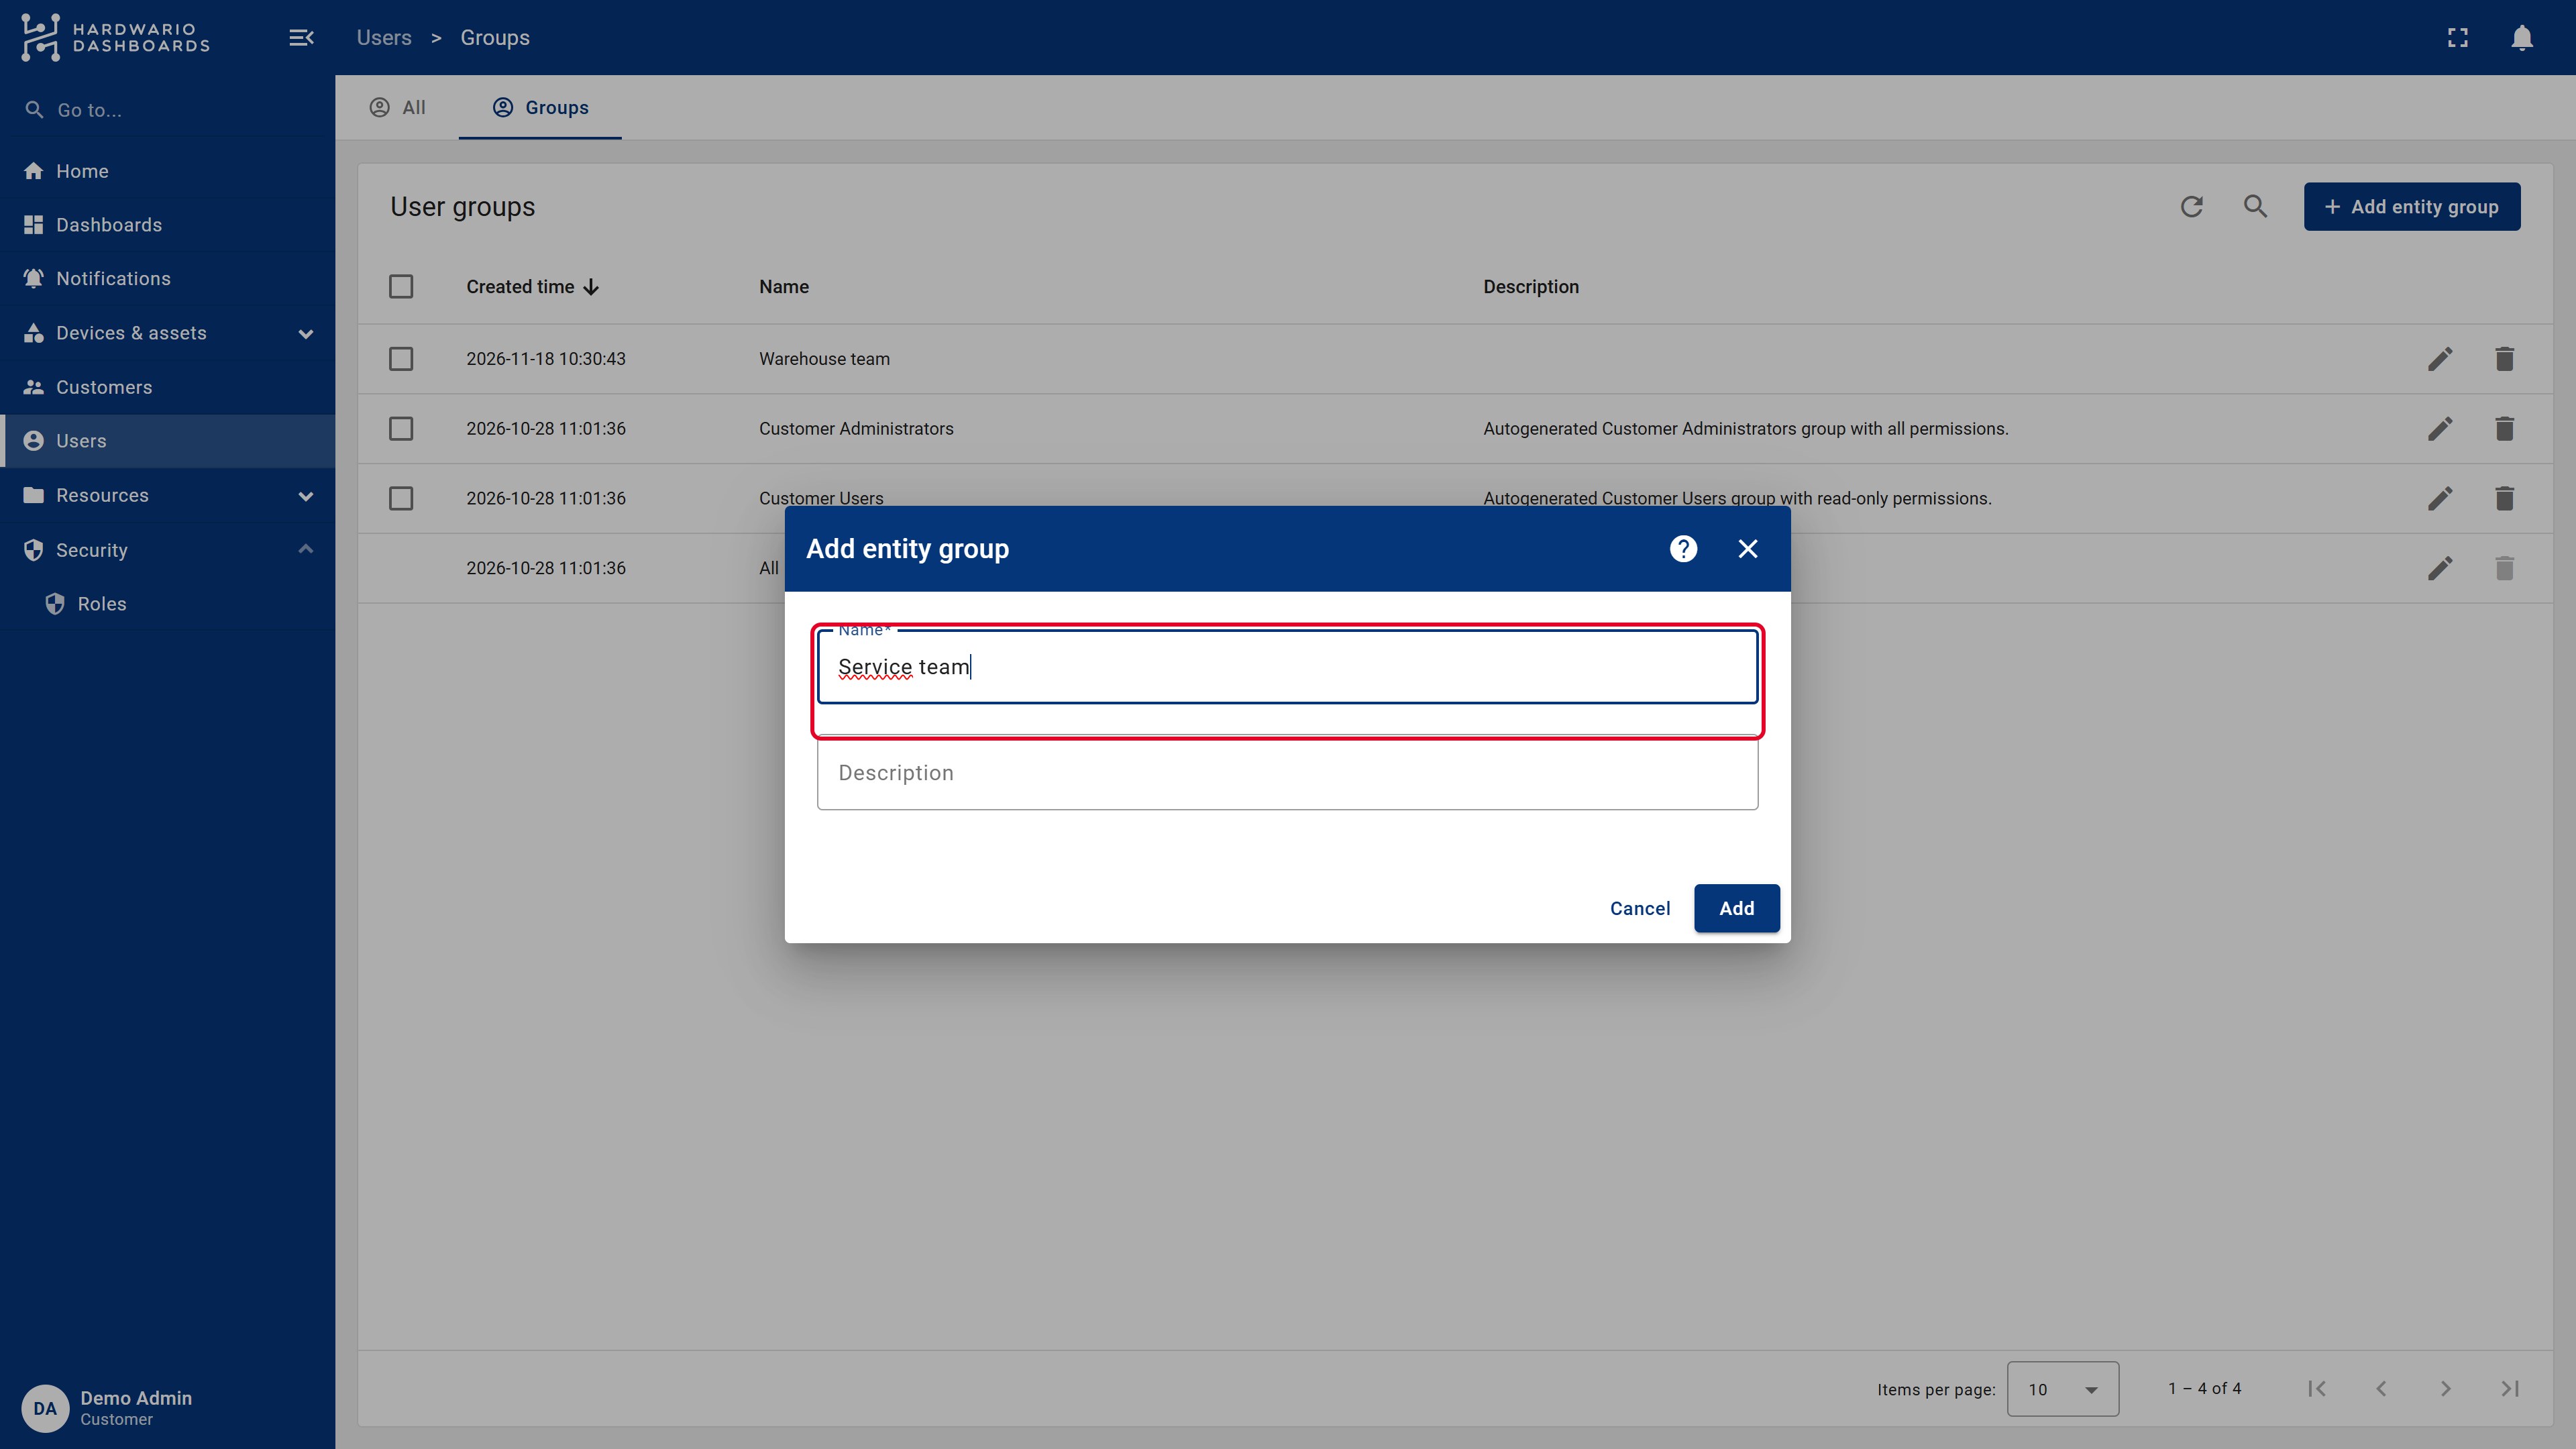 HARDWARIO
DASHBOARDS
Users > Groups
Go to...
Home
Dashboards
Notifications
Devices & assets
Customers
Users
Resources
Security
Roles
DA
Demo Admin
Customer
All
Groups
User groups
+ Add entity group
Created time
Name
Description
2026-11-18 10:30:43
Warehouse team
2026-10-28 11:01:36
Customer Administrators
Autogenerated Customer Administrators group with all permissions.
2026-10-28 11:01:36
Customer Users
Autogenerated Customer Users group with read-only permissions.
2026-10-28 11:01:36
All
Add entity group
?
Name*
Service team
Description
Cancel
Add
Items per page:
10
1 – 4 of 4